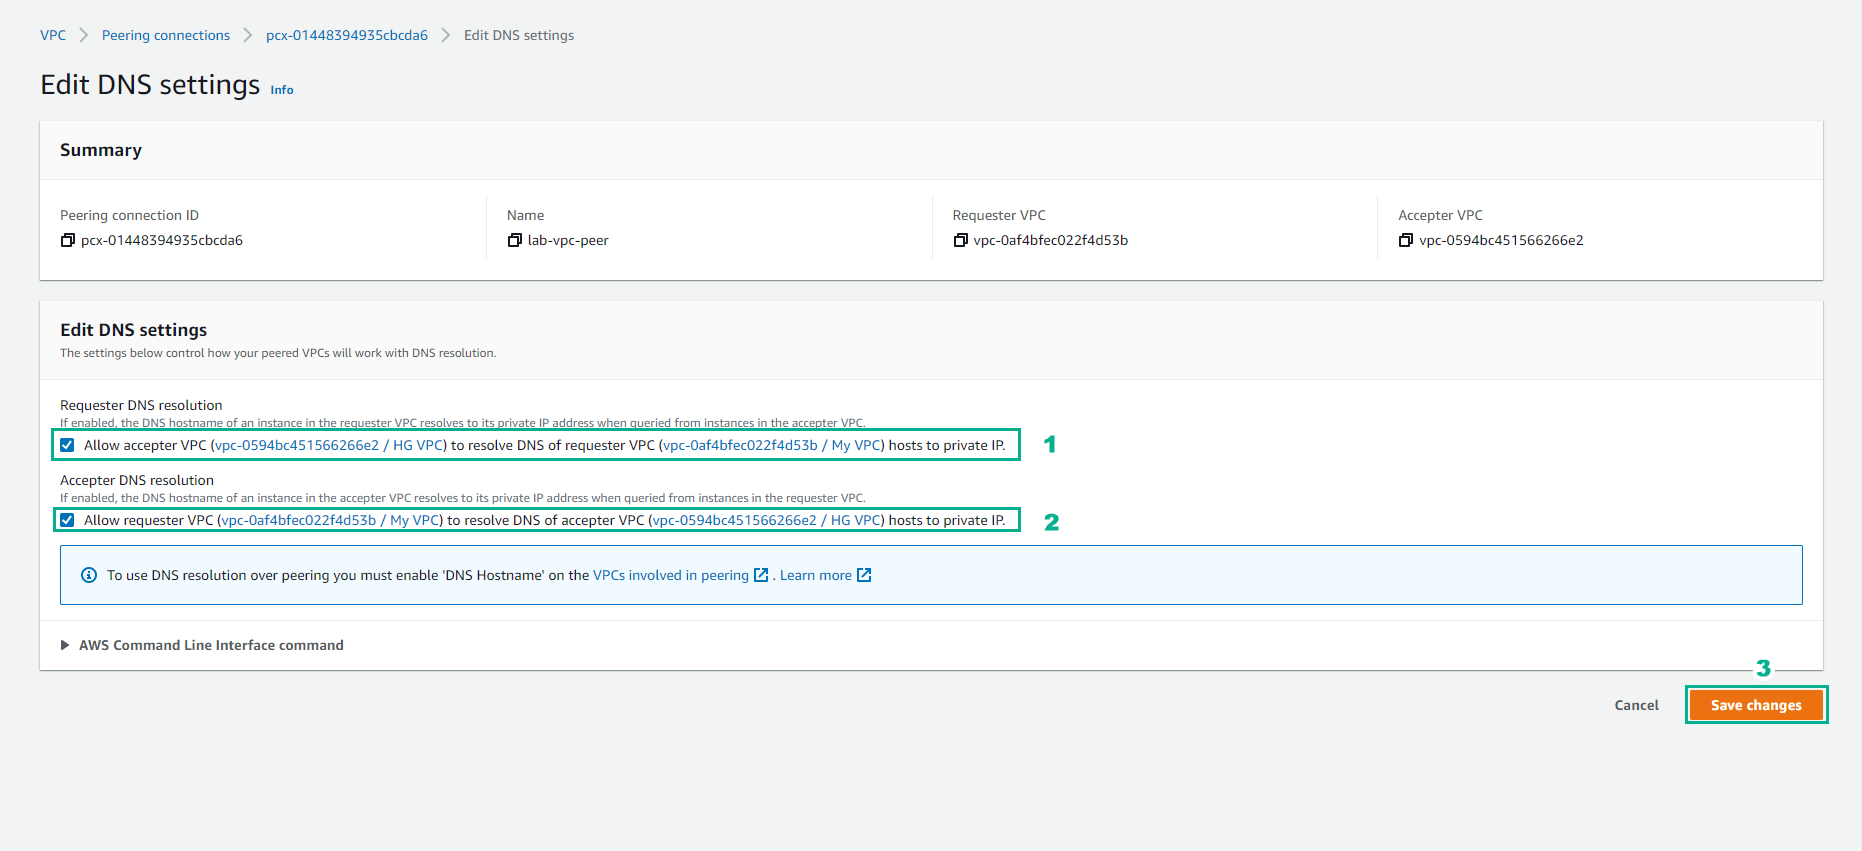 VPC > Peering connections > pcx-01448394935cbcda6 > Edit DNS settings
Edit DNS settings Info
Summary
Peering connection ID Name Requester VPC Accepter VPC
pcx-01448394935cbcda6 lab-vpc-peer vpc-0af4bfec022f4d53b vpc-0594bc451566266e2
Edit DNS settings
The settings below control how your peered VPCs will work with DNS resolution.
Requester DNS resolution
If enabled, the DNS hostname of an instance in the requester VPC resolves to its private IP address when queried from instances in the accepter VPC.
Allow accepter VPC (vpc-0594bc451566266e2 / HG VPC) to resolve DNS of requester VPC (vpc-0af4bfec022f4d53b / My VPC) hosts to private IP. 1
Accepter DNS resolution
If enabled, the DNS hostname of an instance in the accepter VPC resolves to its private IP address when queried from instances in the requester VPC.
Allow requester VPC (vpc-0af4bfec022f4d53b / My VPC) to resolve DNS of accepter VPC (vpc-0594bc451566266e2 / HG VPC) hosts to private IP. 2
To use DNS resolution over peering you must enable 'DNS Hostname' on the VPCs involved in peering . Learn more
AWS Command Line Interface command
3
Cancel Save changes